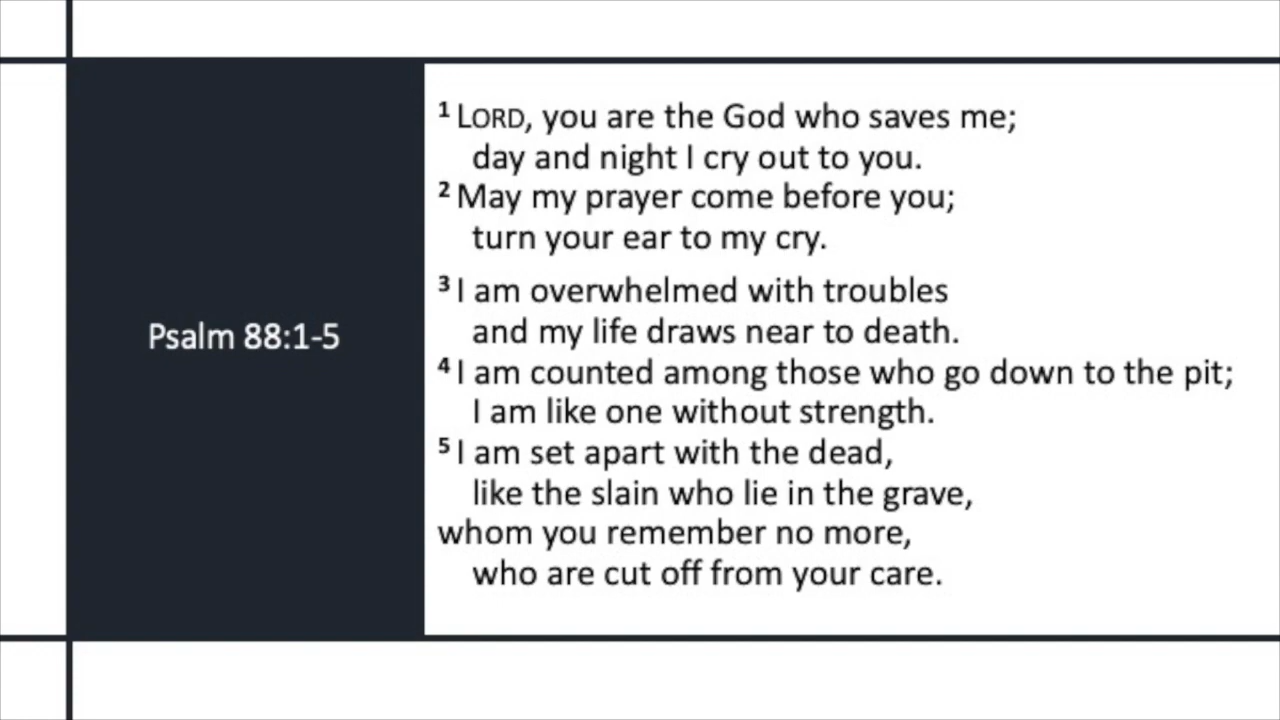 Psalm 88:1-5
1 LORD, you are the God who saves me;
day and night I cry out to you.
2 May my prayer come before you;
turn your ear to my cry.
3 I am overwhelmed with troubles
and my life draws near to death.
4 I am counted among those who go down to the pit;
I am like one without strength.
5 I am set apart with the dead,
like the slain who lie in the grave,
whom you remember no more,
who are cut off from your care.